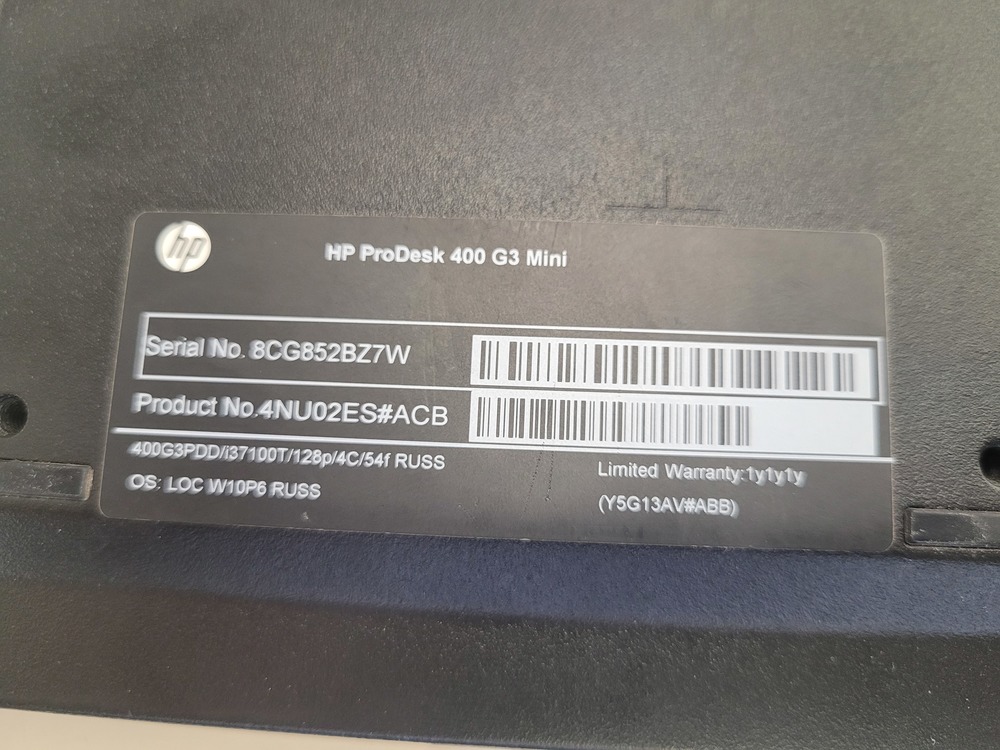 hp
HP ProDesk 400 G3 Mini
Serial No. 8CG852BZ7W
Product No.4NU02ES#ACB
400G3PDD/i37100T/128p/4C/54f RUSS
OS: LOC W10P6 RUSS
Limited Warranty:1y1y1y
(Y5G13AV#ABB)